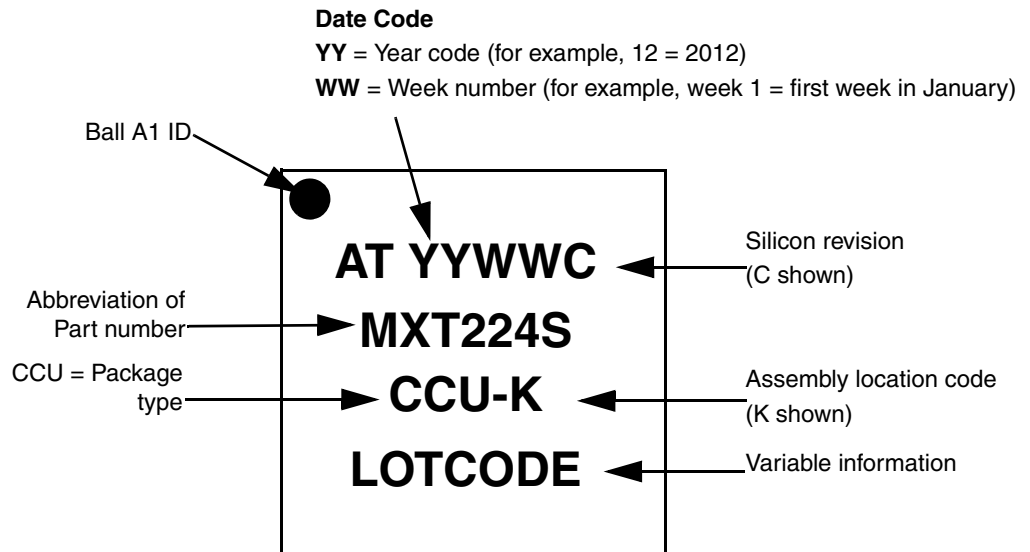 Date Code
YY = Year code (for example, 12 = 2012)
WW = Week number (for example, week 1 = first week in January)
Ball A1 ID
AT YYWWC
Silicon revision
(C shown)
Abbreviation of
Part number
MXT224S
CCU = Package
type
CCU-K
Assembly location code
(K shown)
LOTCODE
Variable information